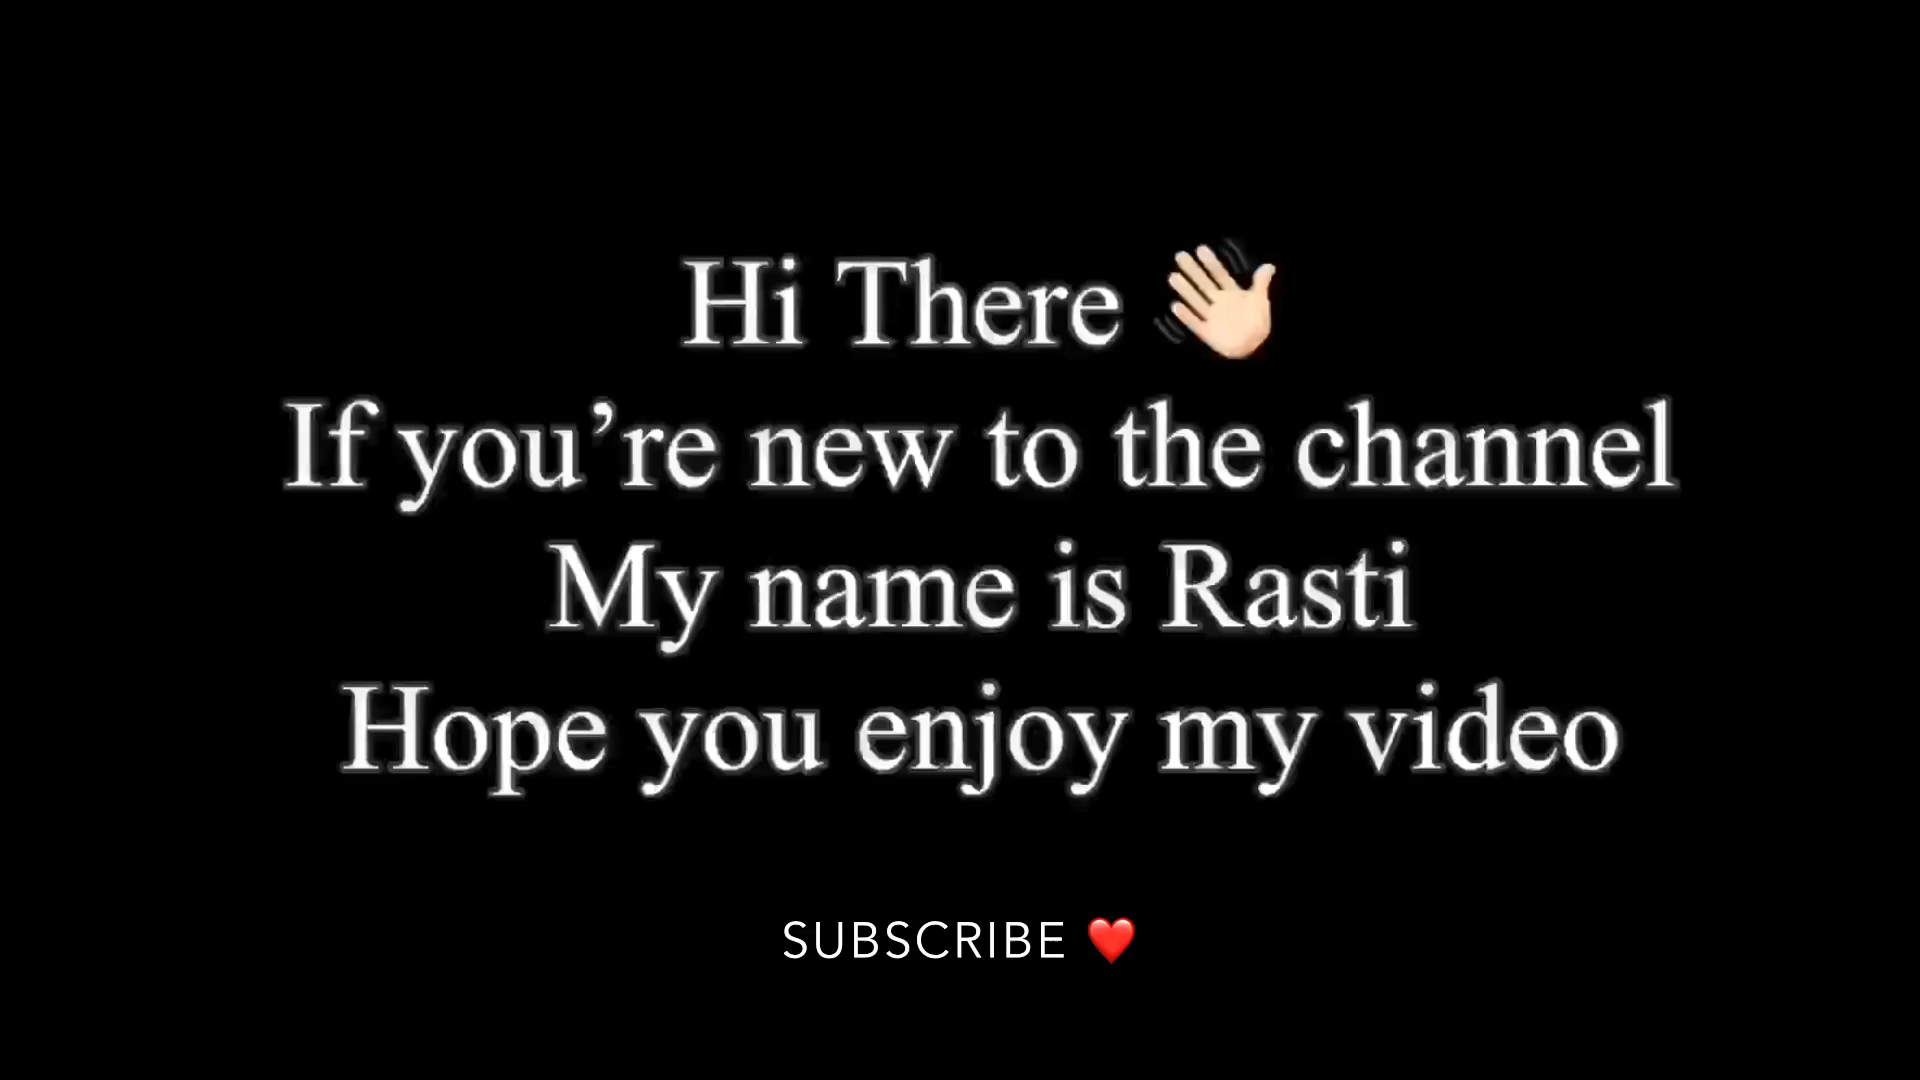 Hi There 👋🏻
If you’re new to the channel
My name is Rasti
Hope you enjoy my video
SUBSCRIBE ❤️